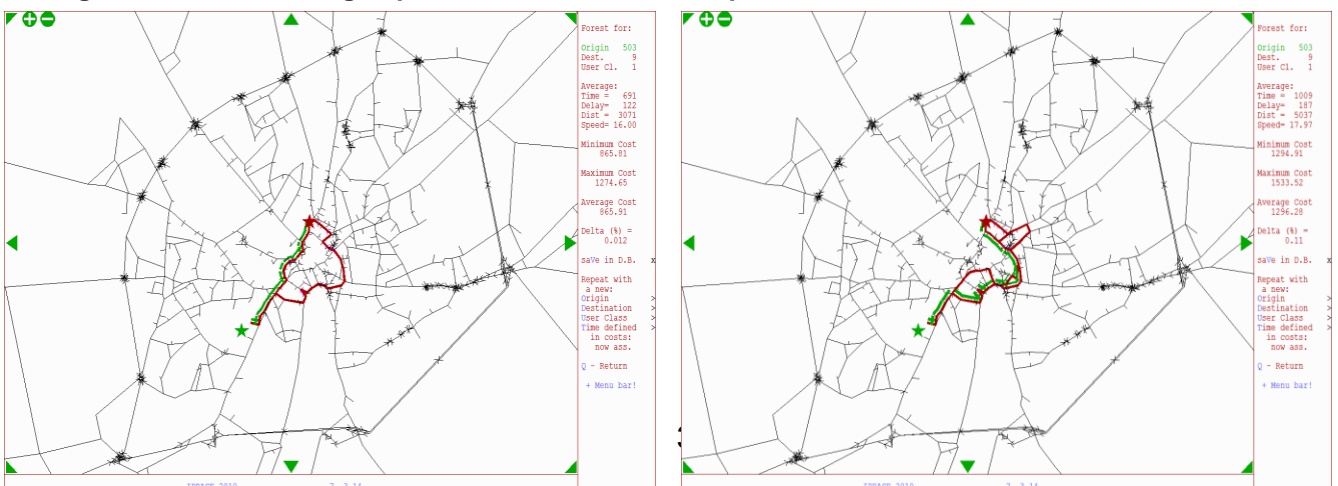 Forest for:
Origin 503
Dest. 9
User Cl. 1
Average:
Time = 691
Delay= 122
Dist = 3071
Speed= 16.00
Minimum Cost
865.81
Maximum Cost
1274.65
Average Cost
865.91
Delta (%) =
0.012
saVe in D.B. x
Repeat with
a new:
Origin >
Destination >
User Class >
Time defined >
in costs:
now ass.
Q - Return
+ Menu bar!
Forest for:
Origin 503
Dest. 9
User Cl. 1
Average:
Time = 1009
Delay= 187
Dist = 5037
Speed= 17.97
Minimum Cost
1294.91
Maximum Cost
1533.52
Average Cost
1296.28
Delta (%) =
0.11
saVe in D.B. x
Repeat with
a new:
Origin >
Destination >
User Class >
Time defined >
in costs:
now ass.
Q - Return
+ Menu bar!